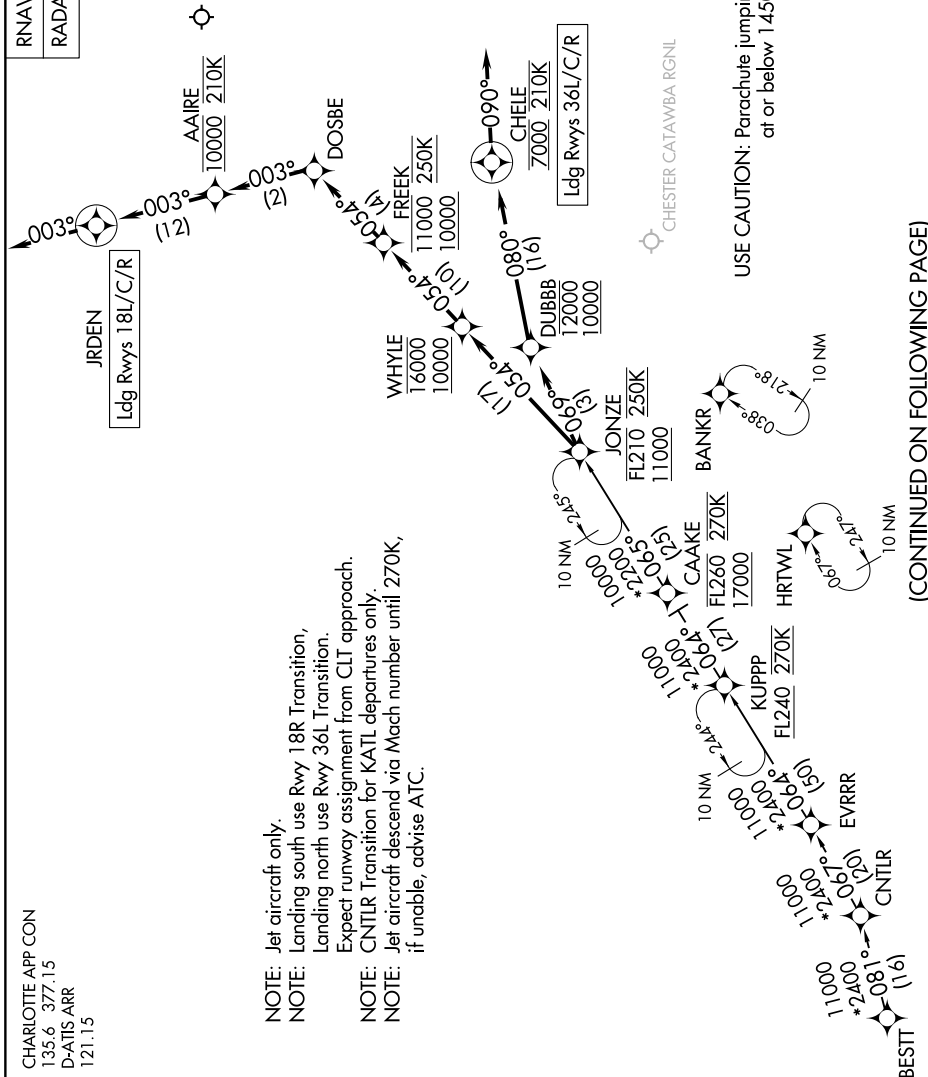 CHARLOTTE APP CON
135.6 377.15
D-ATIS ARR
121.15
RNAV
RADA
003°
JRDEN
Ldg Rwys 18L/C/R
003°
(12)
AAIRE
10000 210K
003°
(2)
DOSBE
054°
(4)
FREEK
11000 250K
10000
054°
(10)
WHYLE
16000
10000
054°
(17)
090°
CHELE
7000 210K
Ldg Rwys 36L/C/R
080°
(16)
DUBBB
12000
10000
069°
(3)
JONZE
FL210 250K
11000
10 NM
245°
10000
*2200
065°
(25)
CAAKE
FL260 270K
17000
11000
*2400
064°
(27)
KUPPP
FL240 270K
10 NM
244°
11000
*2400
064°
(50)
EVRRR
11000
*2400
067°
(20)
CNTLR
11000
*2400
081°
(16)
BESTT
NOTE: Jet aircraft only.
NOTE: Landing south use Rwy 18R Transition,
Landing north use Rwy 36L Transition.
Expect runway assignment from CLT approach.
NOTE: CNTLR Transition for KATL departures only.
NOTE: Jet aircraft descend via Mach number until 270K,
if unable, advise ATC.
CHESTER CATAWBA RGNL
USE CAUTION: Parachute jumpi
at or below 1450
BANKR
038°
218°
10 NM
HRTWL
067°
247°
10 NM
(CONTINUED ON FOLLOWING PAGE)